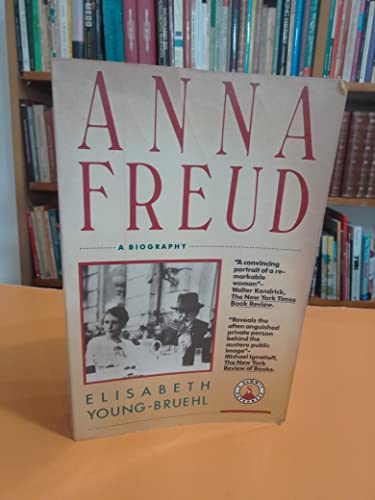 ANNA
FREUD
A BIOGRAPHY
"A convincing
portrait of a re-
markable
woman"–
Walter Kendrick,
The New York Times
Book Review.
"Reveals the
often anguished
private person
behind the
austere public
image"–
Michael Ignatieff,
The New York
Review of Books.
ELISABETH
YOUNG-BRUEHL